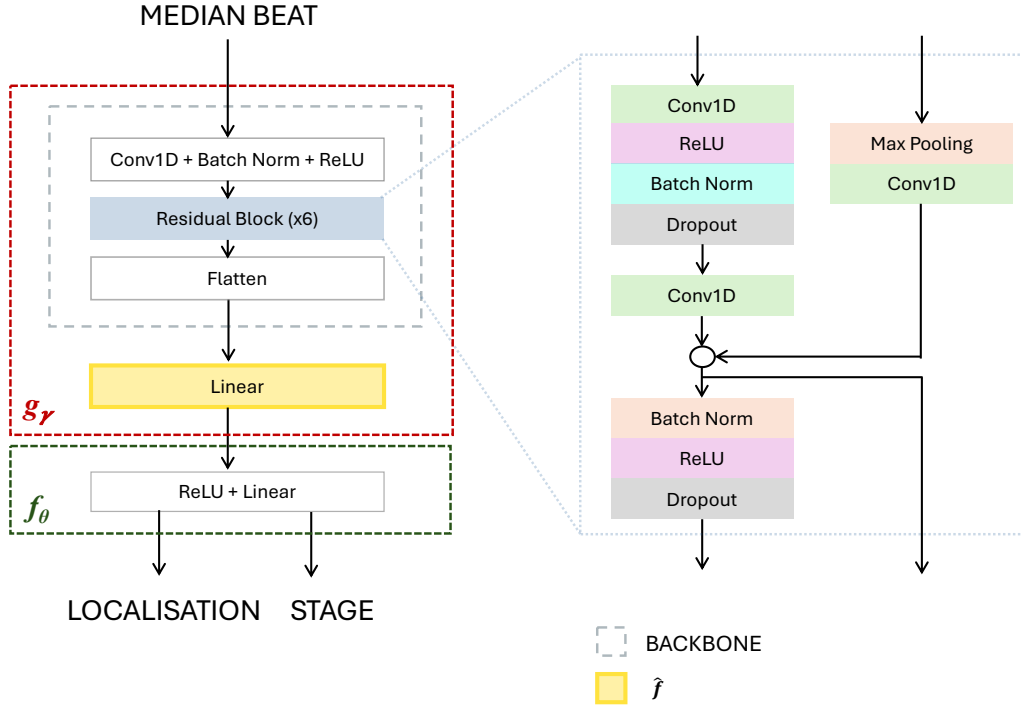 MEDIAN BEAT
Conv1D + Batch Norm + ReLU
Residual Block (x6)
Flatten
Linear
g_γ
ReLU + Linear
f_θ
LOCALISATION
STAGE
Conv1D
ReLU
Batch Norm
Dropout
Conv1D
Max Pooling
Conv1D
Batch Norm
ReLU
Dropout
BACKBONE
f̂